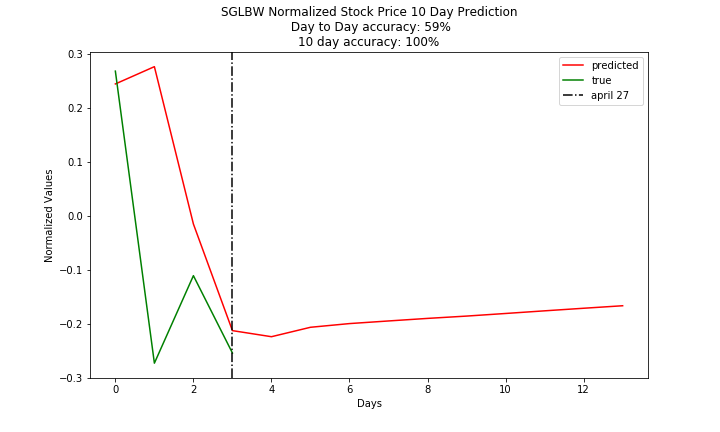 SGLBW Normalized Stock Price 10 Day Prediction
Day to Day accuracy: 59%
10 day accuracy: 100%
predicted
true
april 27
Normalized Values
0.3
0.2
0.1
0.0
−0.1
−0.2
−0.3
0 2 4 6 8 10 12
Days